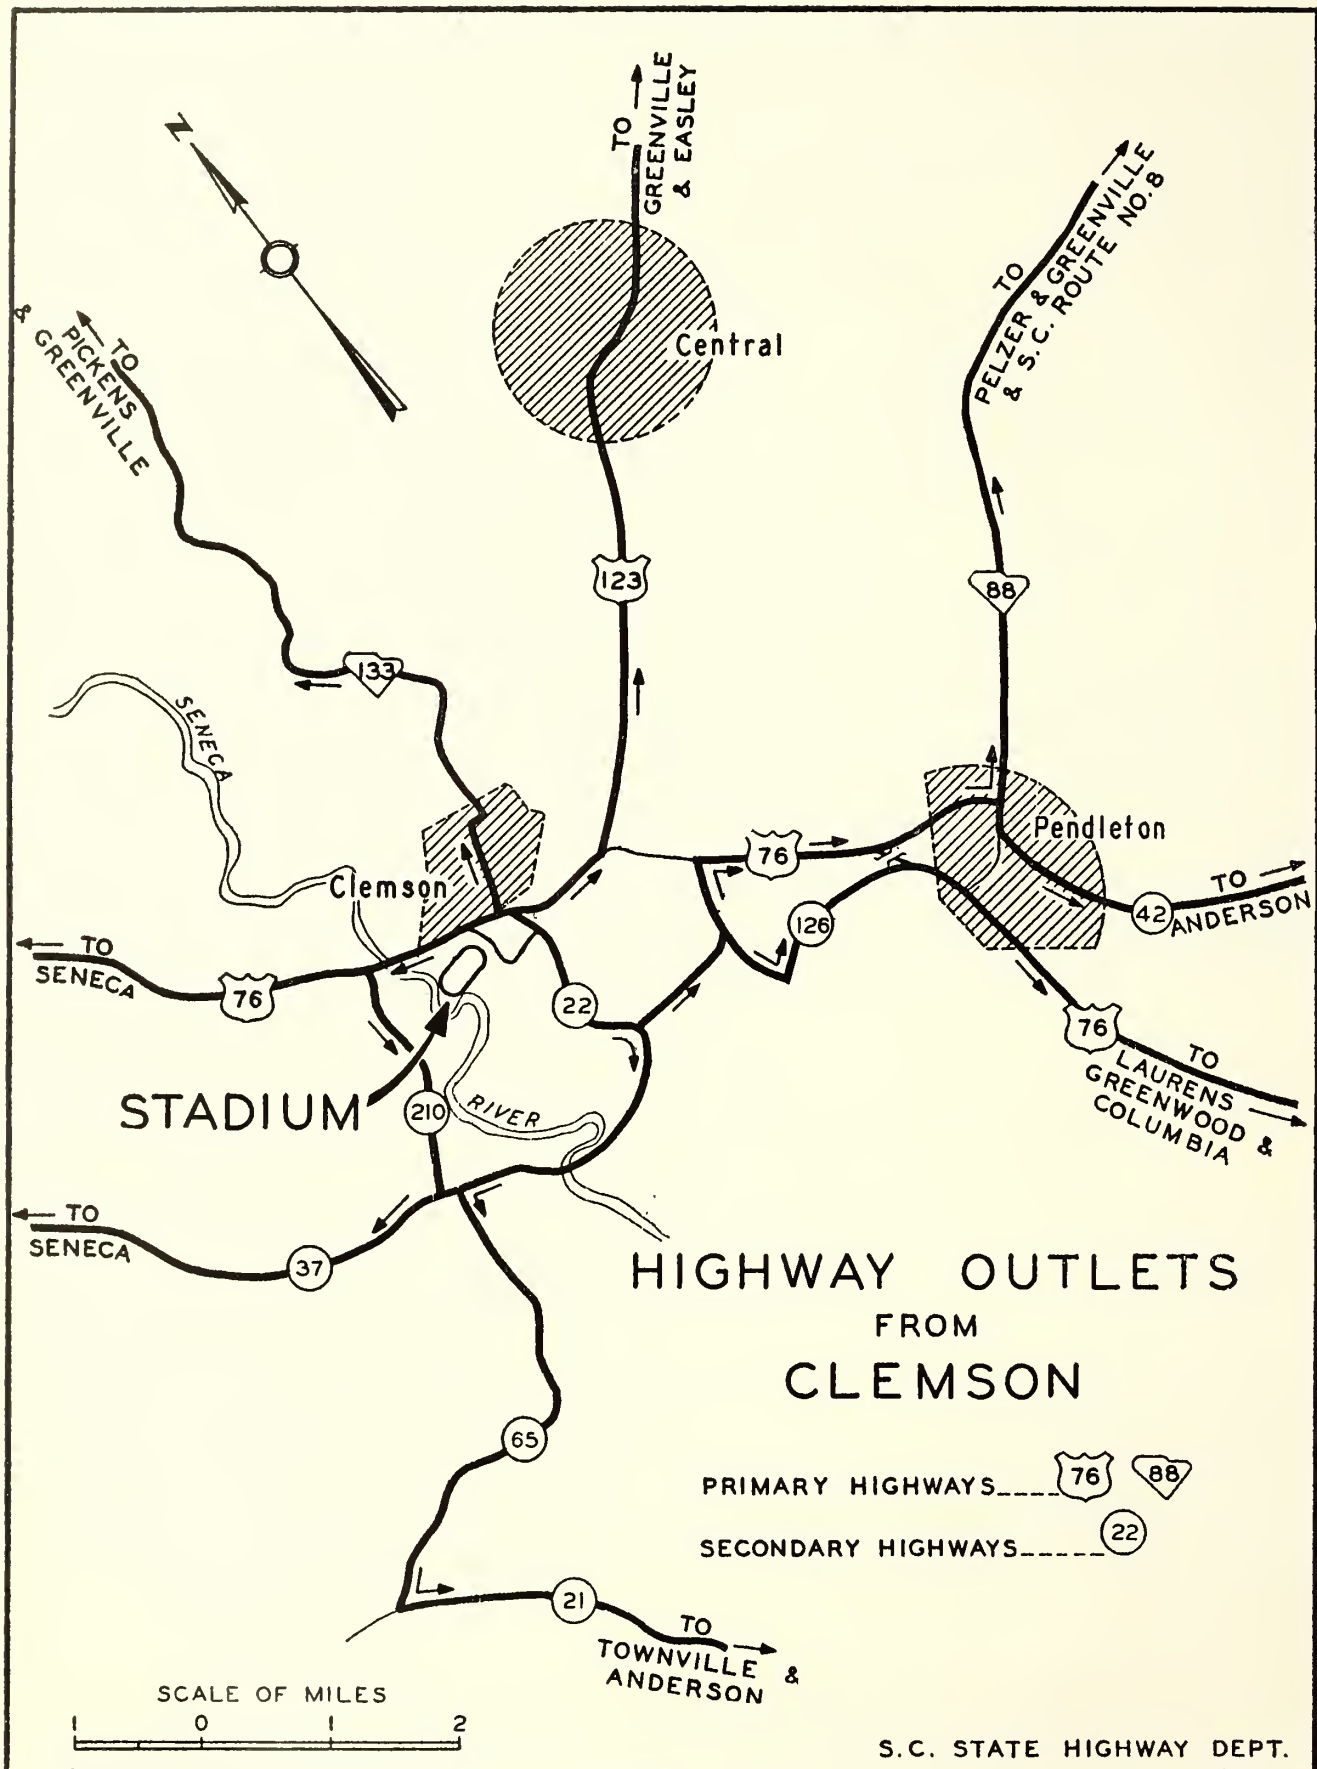 TO
GREENVILLE
& EASLEY
N
TO
PELZER & GREENVILLE
& S.C. ROUTE NO. 8
TO
PICKENS
& GREENVILLE
Central
123
88
133
SENECA
Clemson
76
Pendleton
126
42
TO
ANDERSON
TO
SENECA
76
22
76
TO
LAURENS
GREENWOOD &
COLUMBIA
STADIUM
210
RIVER
TO
SENECA
37
HIGHWAY OUTLETS
FROM
CLEMSON
65
PRIMARY HIGHWAYS____ 76 88
SECONDARY HIGHWAYS_____ 22
21
TO
TOWNVILLE &
ANDERSON
SCALE OF MILES
1 0 1 2
S.C. STATE HIGHWAY DEPT.